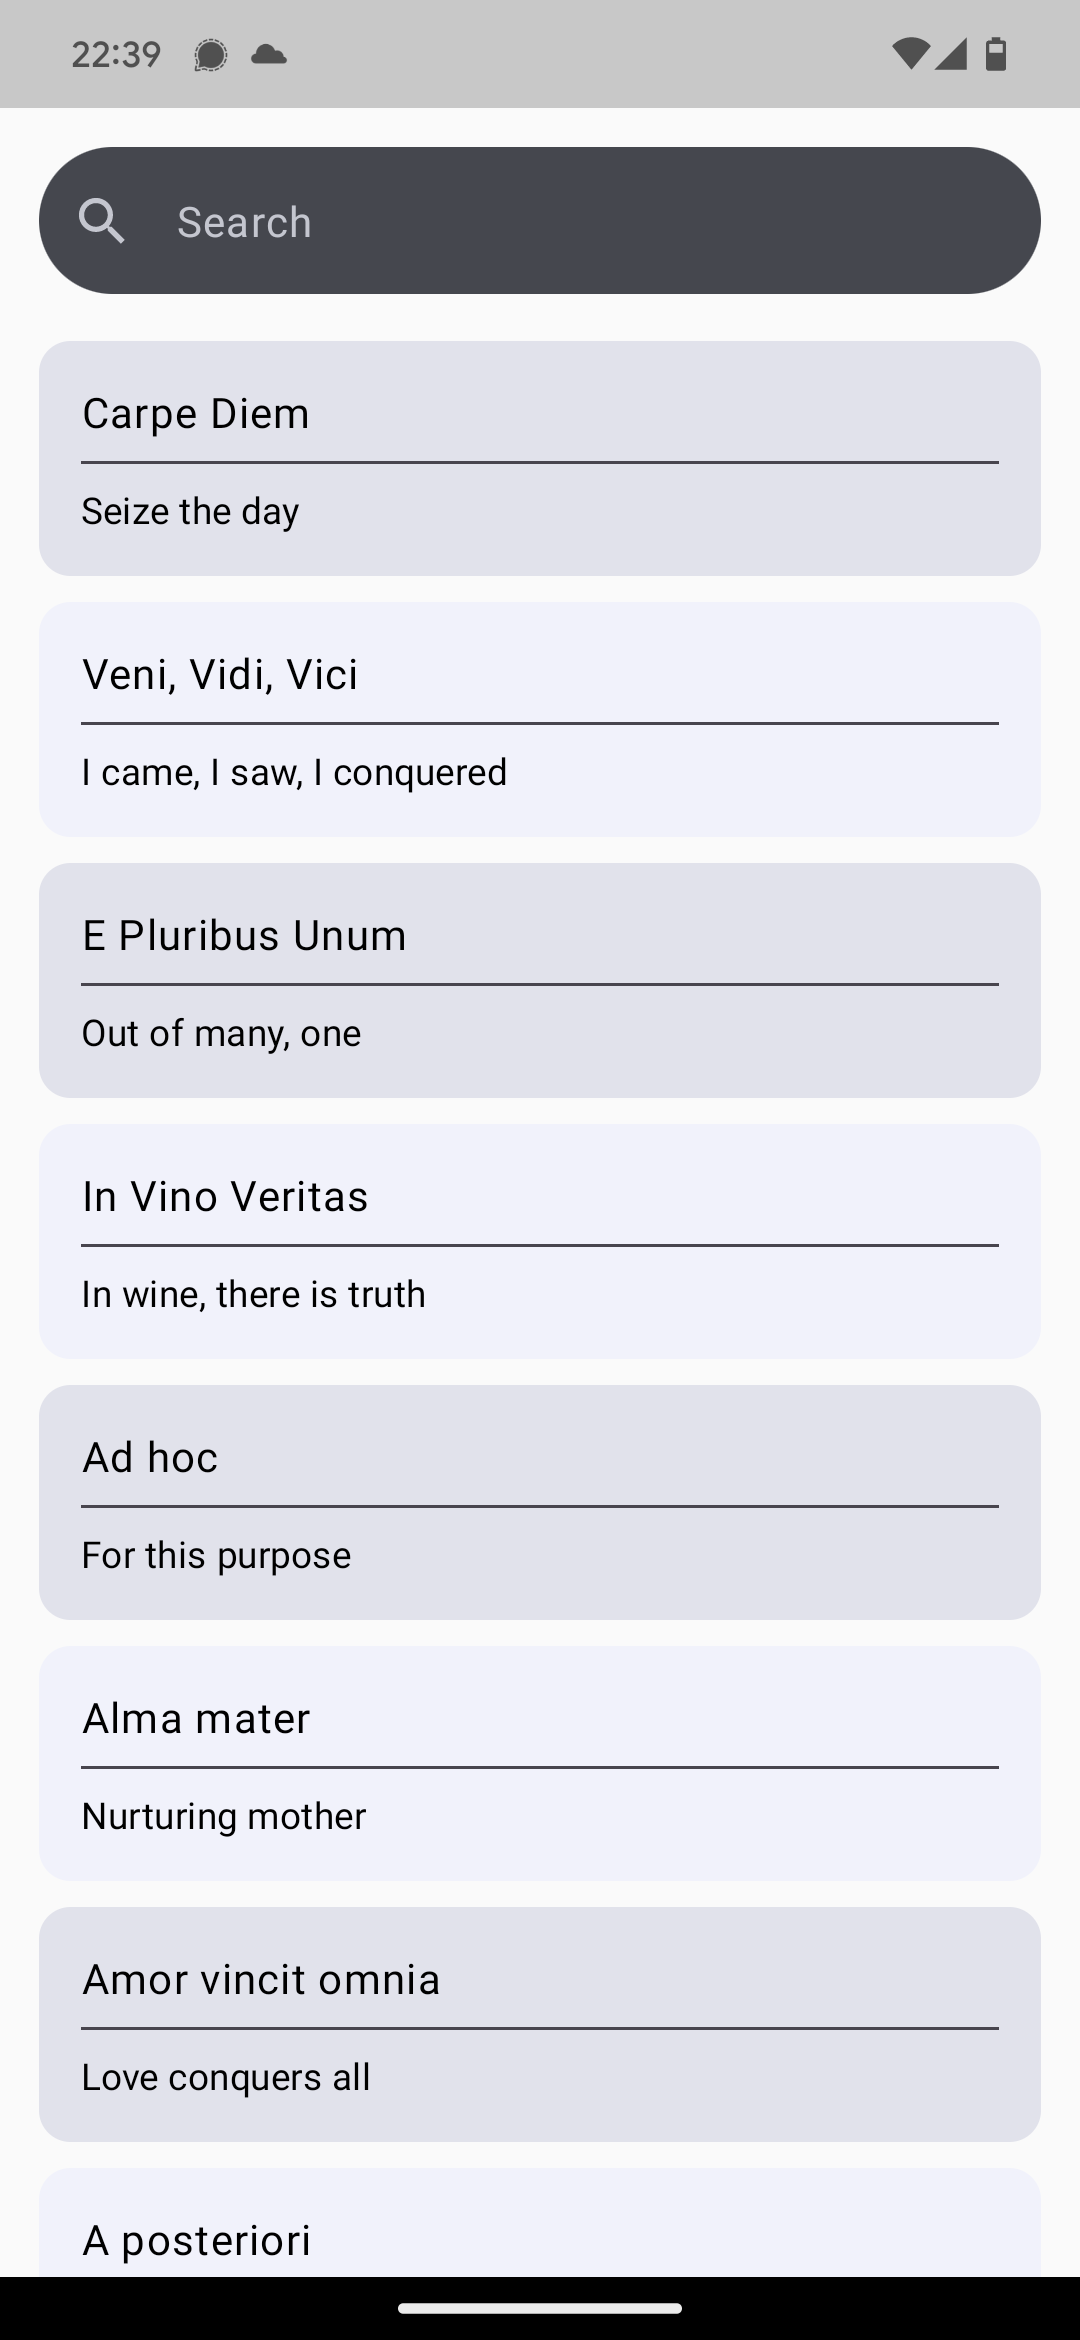 22:39
Search
Carpe Diem
Seize the day
Veni, Vidi, Vici
I came, I saw, I conquered
E Pluribus Unum
Out of many, one
In Vino Veritas
In wine, there is truth
Ad hoc
For this purpose
Alma mater
Nurturing mother
Amor vincit omnia
Love conquers all
A posteriori